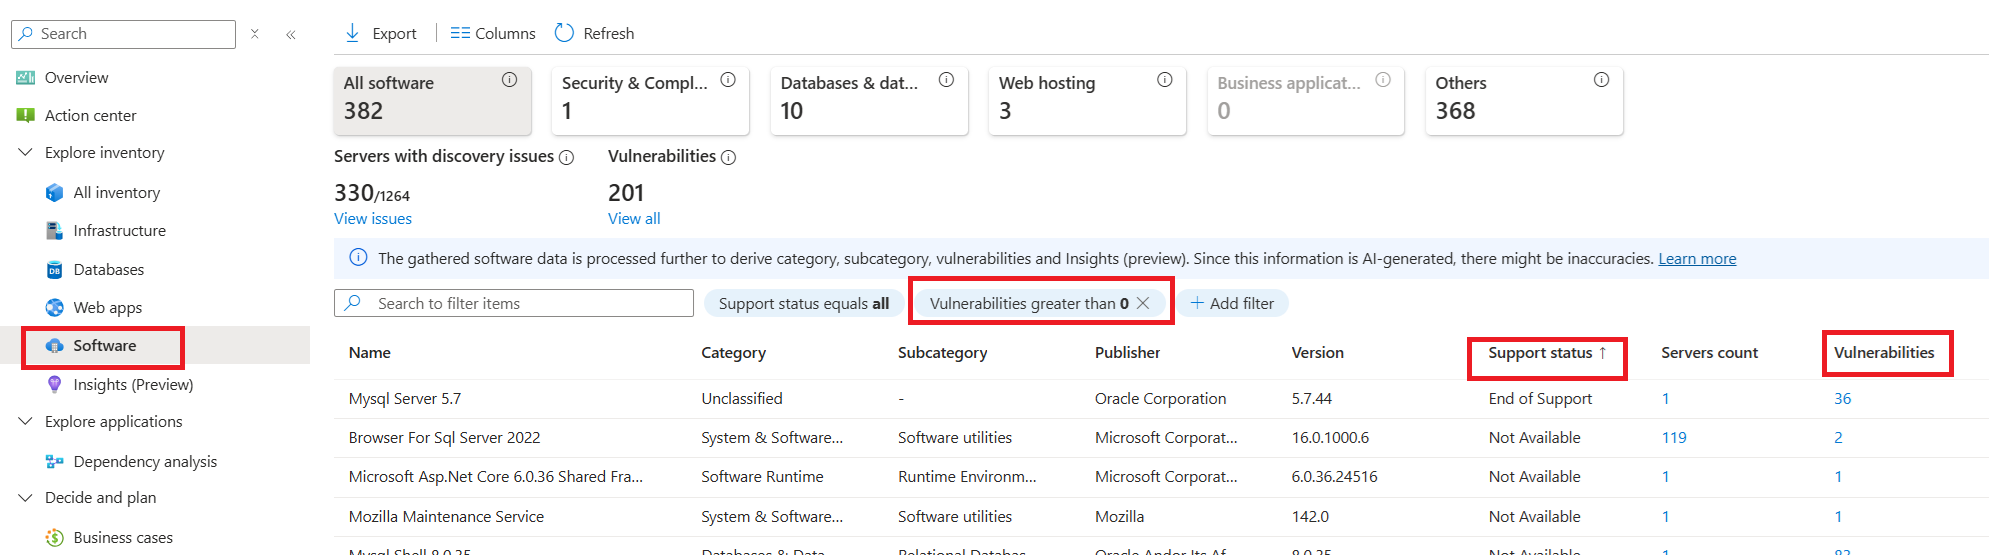 Search
Overview
Action center
Explore inventory
All inventory
Infrastructure
Databases
Web apps
Software
Insights (Preview)
Explore applications
Dependency analysis
Decide and plan
Business cases
Export Columns Refresh
All software Security & Compl... Databases & dat... Web hosting Business applicat... Others
382 1 10 3 0 368
Servers with discovery issues Vulnerabilities
330/1264 201
View issues View all
The gathered software data is processed further to derive category, subcategory, vulnerabilities and Insights (preview). Since this information is AI-generated, there might be inaccuracies. Learn more
Search to filter items Support status equals all Vulnerabilities greater than 0 Add filter
Name Category Subcategory Publisher Version Support status ↑ Servers count Vulnerabilities
Mysql Server 5.7 Unclassified - Oracle Corporation 5.7.44 End of Support 1 36
Browser For Sql Server 2022 System & Software... Software utilities Microsoft Corporat... 16.0.1000.6 Not Available 119 2
Microsoft Asp.Net Core 6.0.36 Shared Fra... Software Runtime Runtime Environm... Microsoft Corporat... 6.0.36.24516 Not Available 1 1
Mozilla Maintenance Service System & Software... Software utilities Mozilla 142.0 Not Available 1 1
Mysql Shell 8.0.35 Databases & Data... Relational Databas... Oracle And/or Its Af... 8.0.35 Not Available 1 83